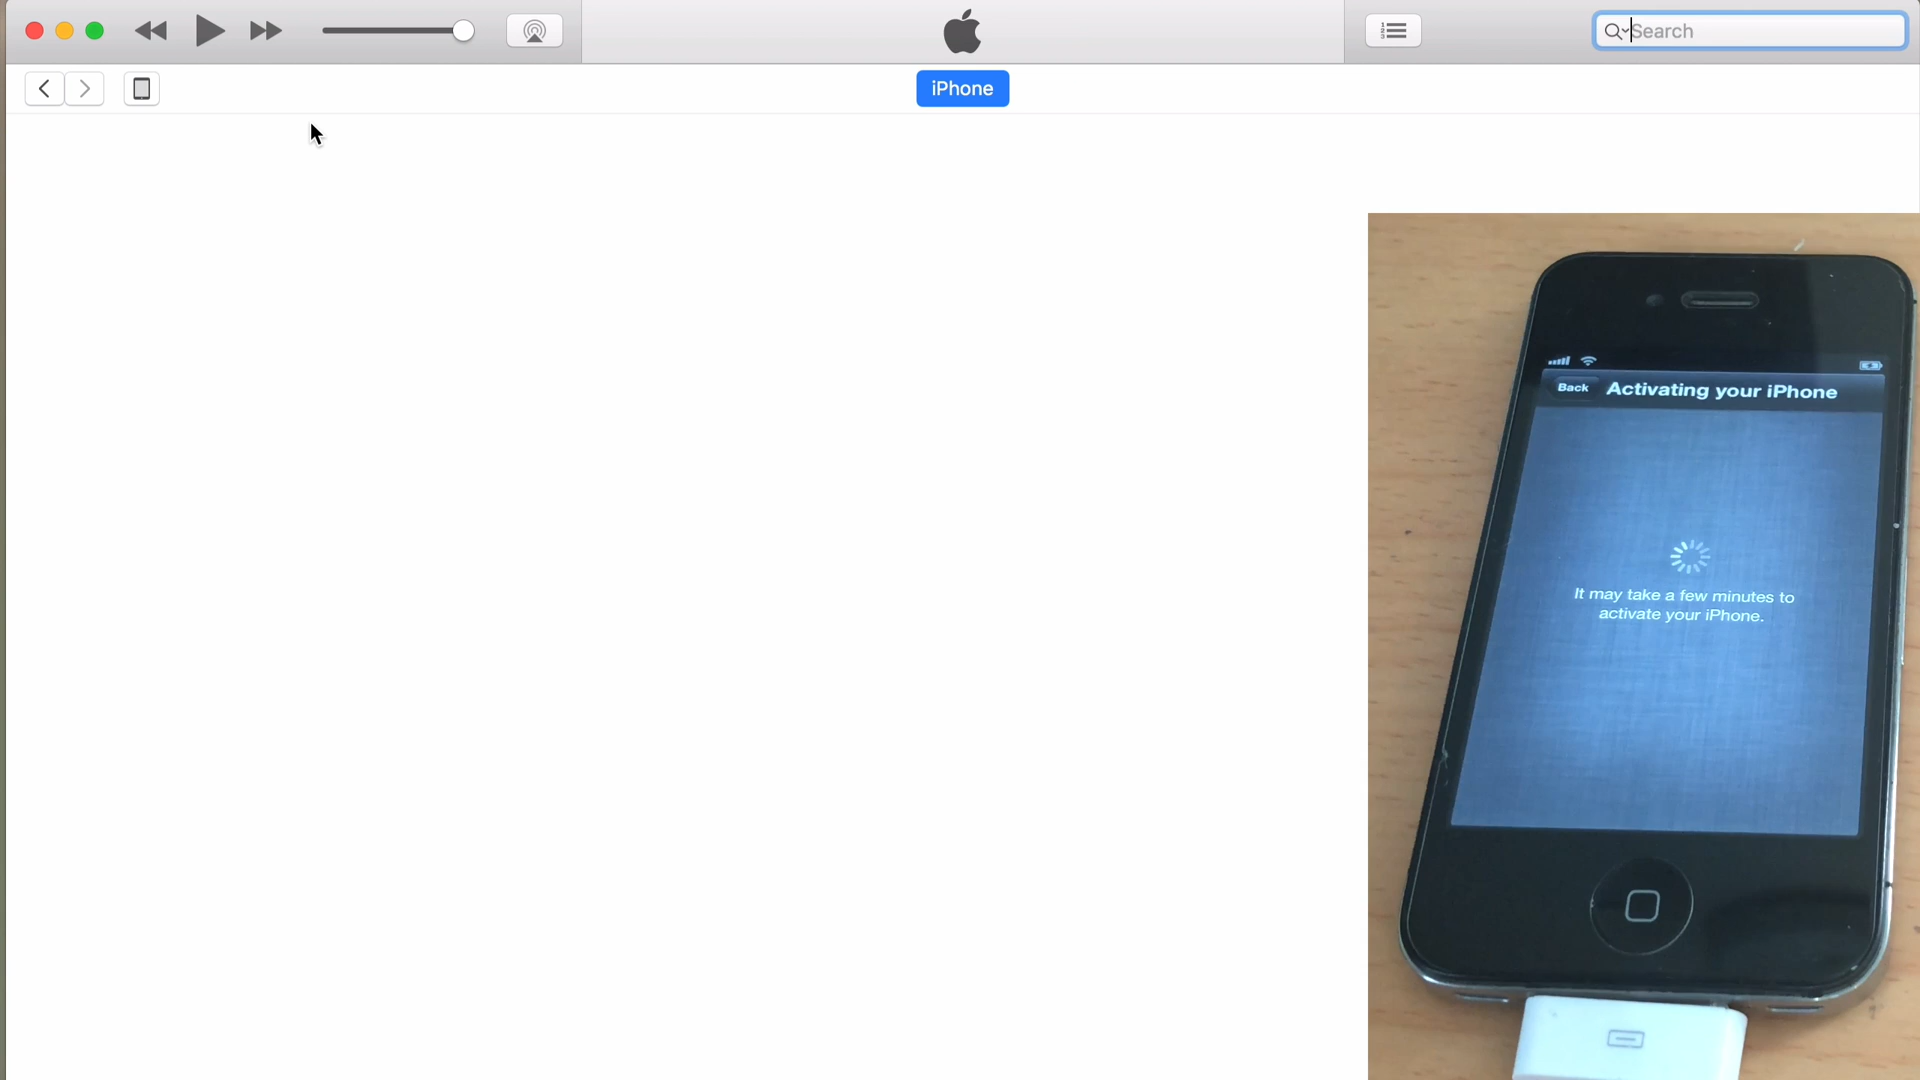 Search
iPhone
Back
Activating your iPhone
It may take a few minutes to
activate your iPhone.